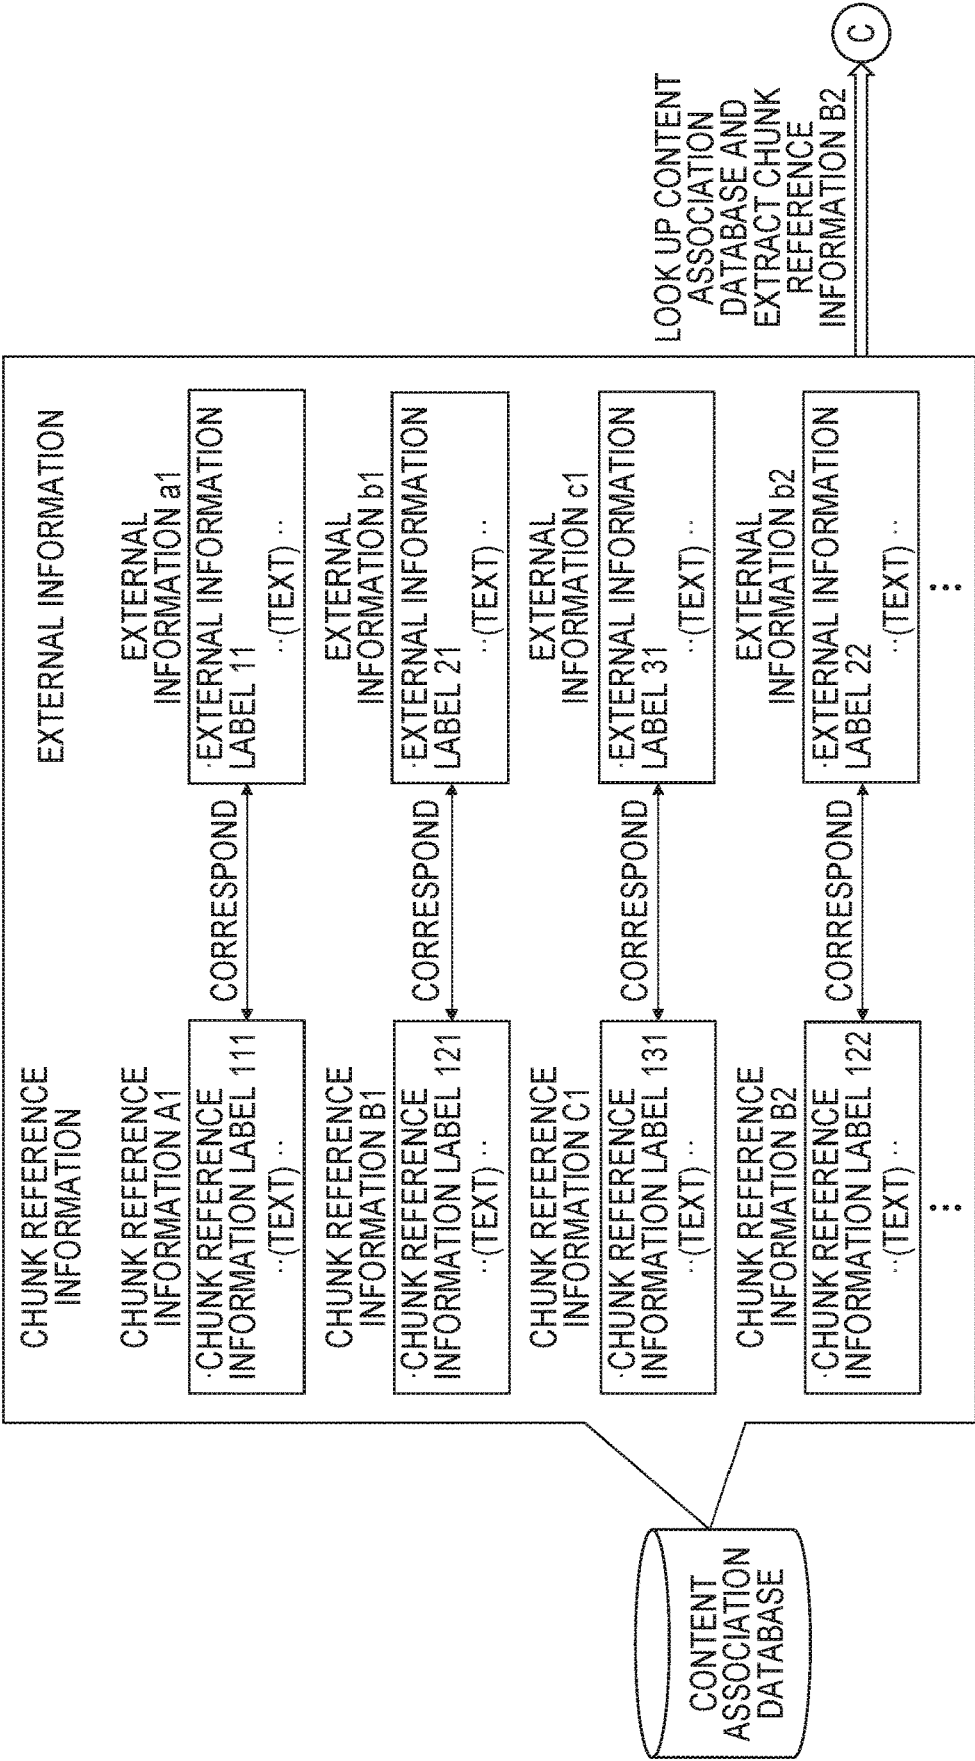 CHUNK REFERENCE
INFORMATION
EXTERNAL INFORMATION
CHUNK REFERENCE
INFORMATION A1
·CHUNK REFERENCE
INFORMATION LABEL 111
··(TEXT)··
CORRESPOND
EXTERNAL
INFORMATION a1
·EXTERNAL INFORMATION
LABEL 11
··(TEXT)··
CHUNK REFERENCE
INFORMATION B1
·CHUNK REFERENCE
INFORMATION LABEL 121
··(TEXT)··
CORRESPOND
EXTERNAL
INFORMATION b1
·EXTERNAL INFORMATION
LABEL 21
··(TEXT)··
CHUNK REFERENCE
INFORMATION C1
·CHUNK REFERENCE
INFORMATION LABEL 131
··(TEXT)··
CORRESPOND
EXTERNAL
INFORMATION c1
·EXTERNAL INFORMATION
LABEL 31
··(TEXT)··
CHUNK REFERENCE
INFORMATION B2
·CHUNK REFERENCE
INFORMATION LABEL 122
··(TEXT)··
CORRESPOND
EXTERNAL
INFORMATION b2
·EXTERNAL INFORMATION
LABEL 22
··(TEXT)··
CONTENT
ASSOCIATION
DATABASE
LOOK UP CONTENT
ASSOCIATION
DATABASE AND
EXTRACT CHUNK
REFERENCE
INFORMATION B2
C